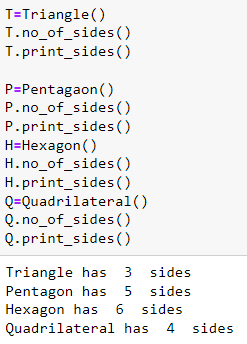 T=Triangle()
T.no_of_sides()
T.print_sides()
P=Pentagaon()
P.no_of_sides()
P.print_sides()
H=Hexagon()
H.no_of_sides()
H.print_sides()
Q=Quadrilateral()
Q.no_of_sides()
Q.print_sides()
Triangle has  3  sides
Pentagon has  5  sides
Hexagon has  6  sides
Quadrilateral has  4  sides